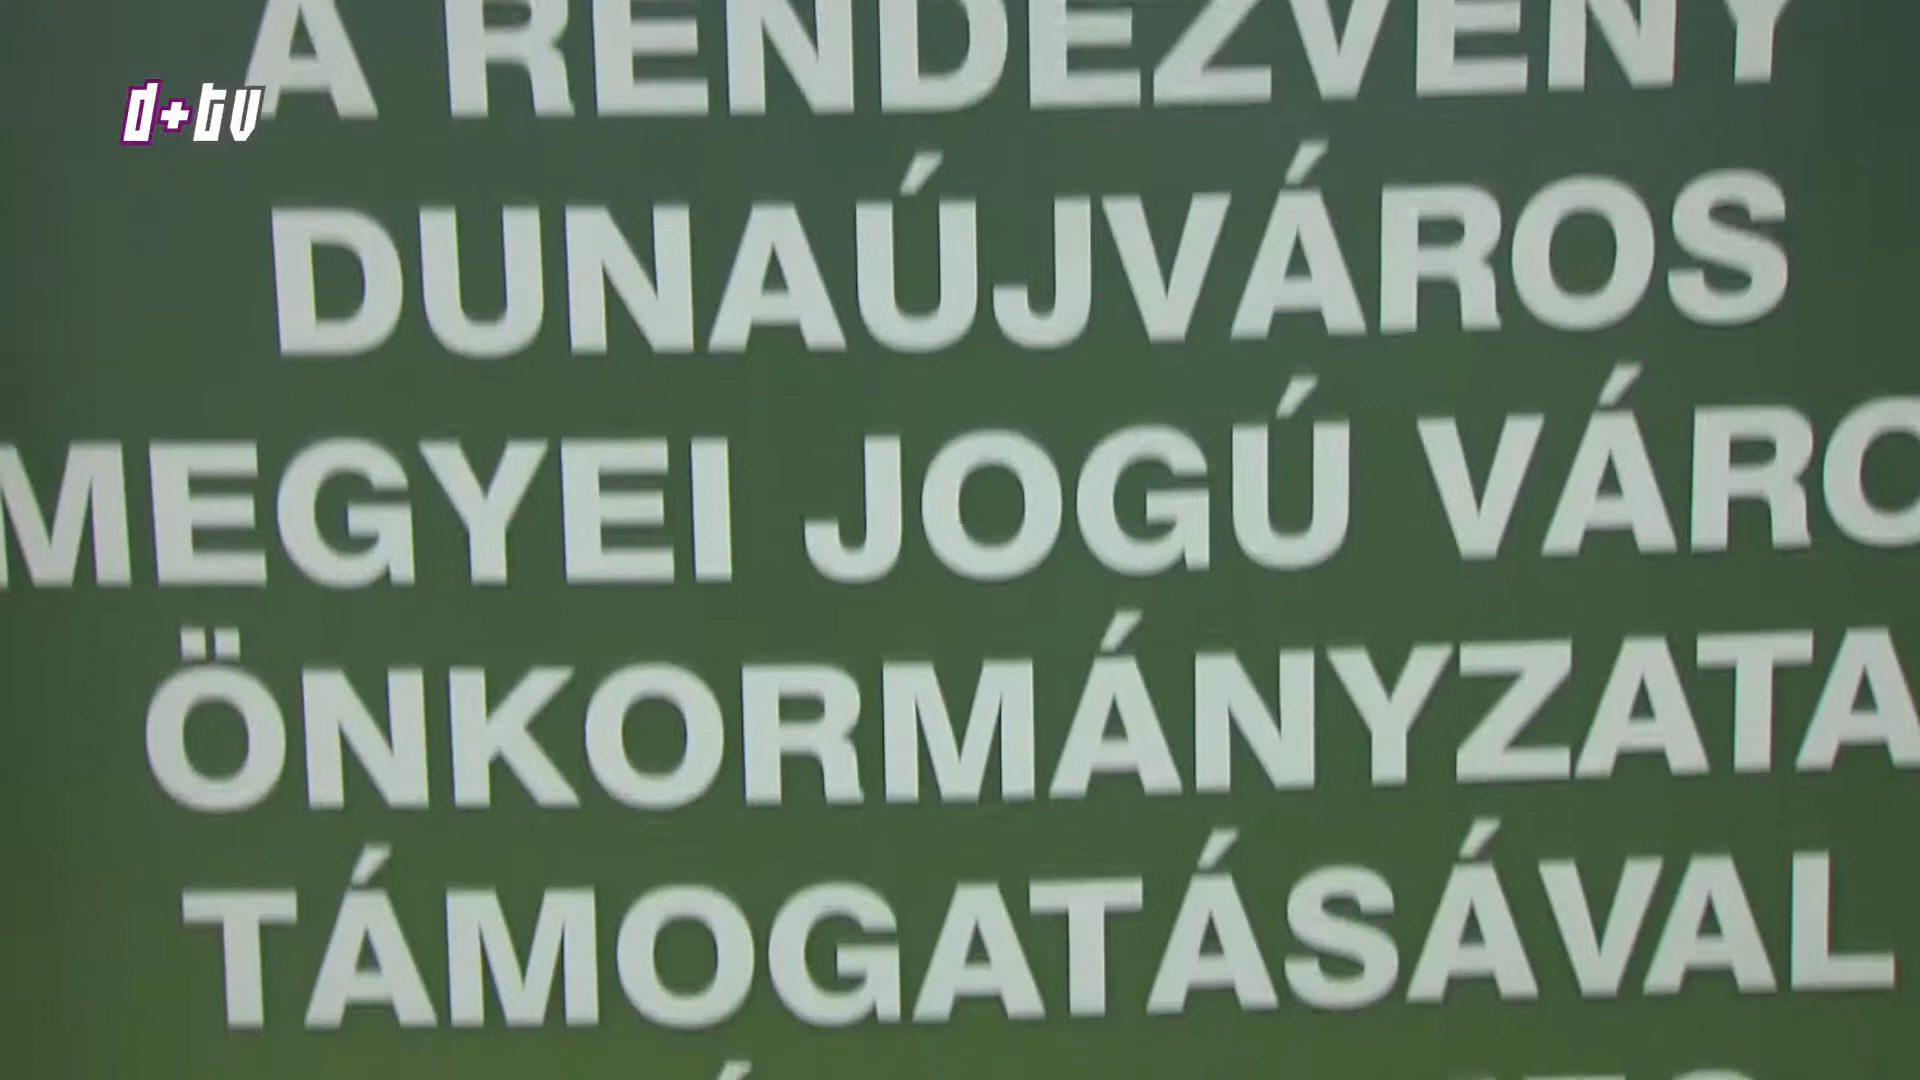 A RENDEZVÉNY
d+tv
DUNAÚJVÁROS
MEGYEI JOGÚ VÁRO
ÖNKORMÁNYZATA
TÁMOGATÁSÁVAL